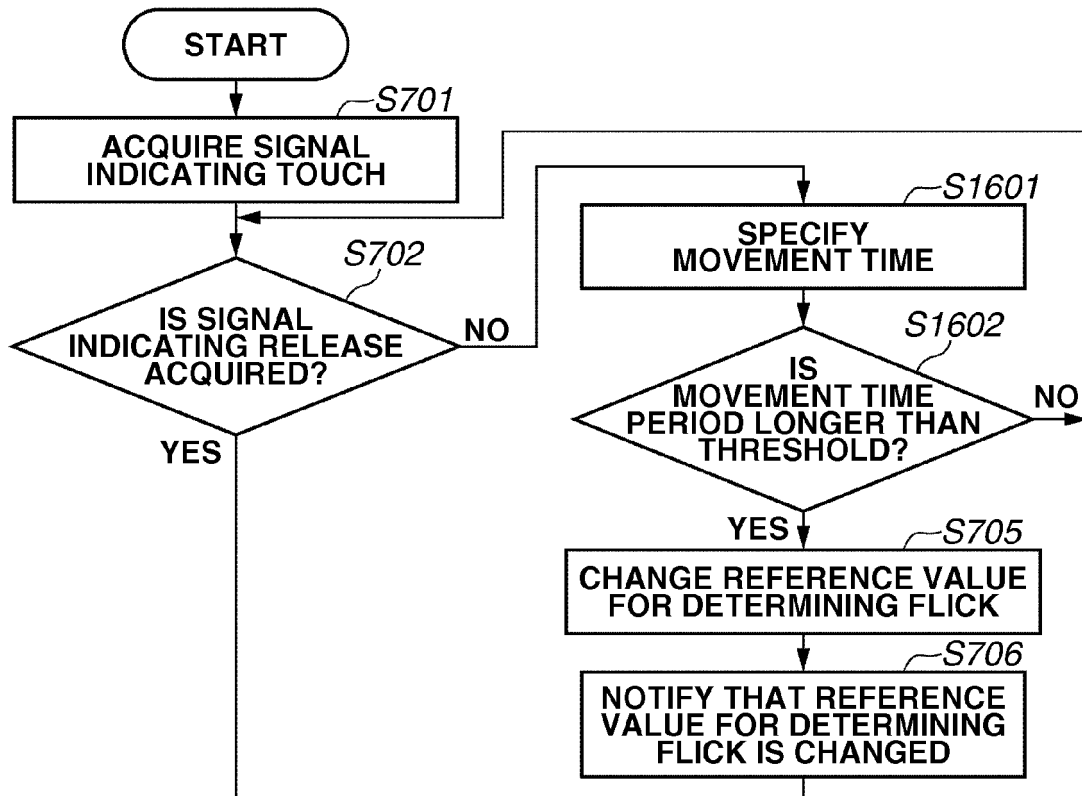 START
S701
ACQUIRE SIGNAL
INDICATING TOUCH
S702
IS SIGNAL
INDICATING RELEASE
ACQUIRED?
NO
YES
S1601
SPECIFY
MOVEMENT TIME
S1602
IS
MOVEMENT TIME
PERIOD LONGER THAN
THRESHOLD?
NO
YES
S705
CHANGE REFERENCE VALUE
FOR DETERMINING FLICK
S706
NOTIFY THAT REFERENCE
VALUE FOR DETERMINING
FLICK IS CHANGED